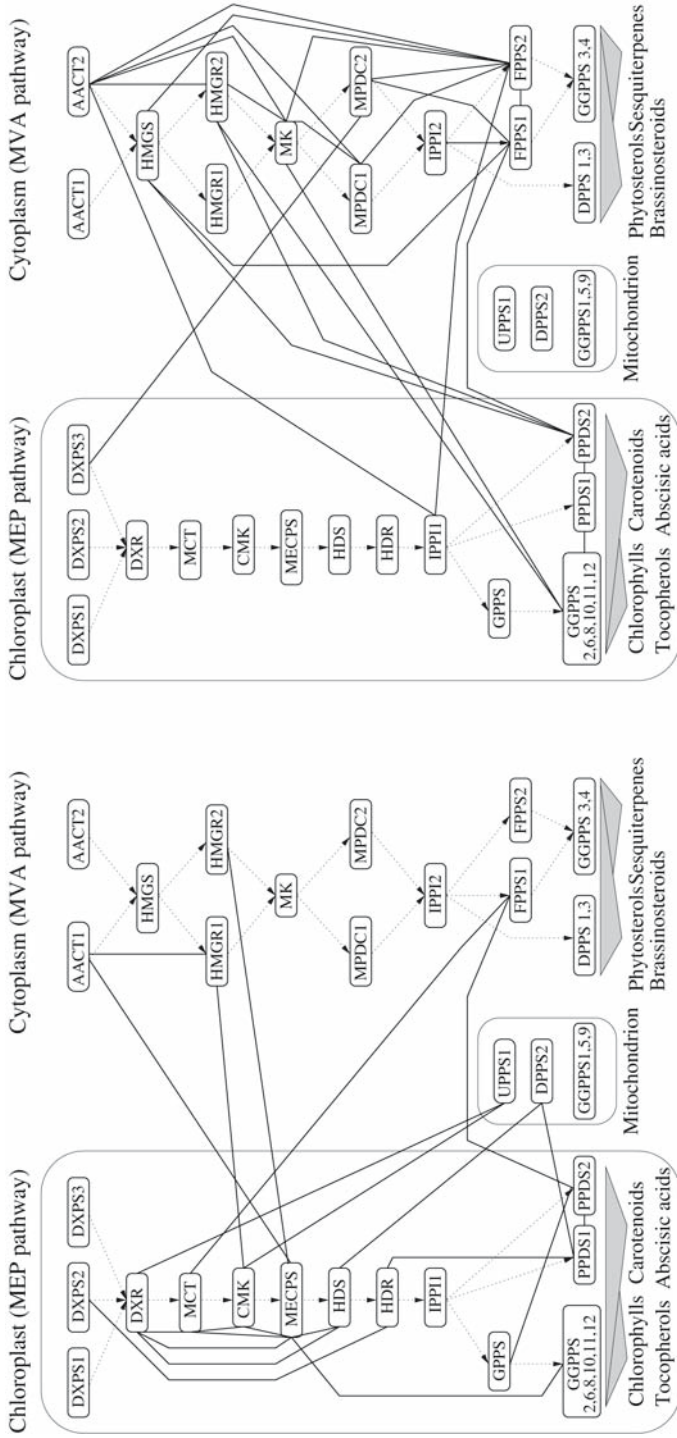 Chloroplast (MEP pathway)
Cytoplasm (MVA pathway)
DXPS1
DXPS2
DXPS3
AACT1
AACT2
DXR
HMGS
MCT
HMGR1
HMGR2
CMK
MK
MECPS
HDS
MPDC1
MPDC2
HDR
IPPI1
IPPI2
GPPS
UPPS1
FPPS1
FPPS2
DPPS2
GGPPS
2,6,8,10,11,12
PPDS1
PPDS2
GGPPS1,5,9
DPPS 1,3
GGPPS 3,4
Chlorophylls
Tocopherols
Carotenoids
Abscisic acids
Mitochondrion
Phytosterols Sesquiterpenes
Brassinosteroids
Chloroplast (MEP pathway)
Cytoplasm (MVA pathway)
DXPS1
DXPS2
DXPS3
AACT1
AACT2
DXR
HMGS
MCT
HMGR1
HMGR2
CMK
MK
MECPS
HDS
MPDC1
MPDC2
HDR
IPPI1
IPPI2
GPPS
UPPS1
FPPS1
FPPS2
DPPS2
GGPPS
2,6,8,10,11,12
PPDS1
PPDS2
GGPPS1,5,9
DPPS 1,3
GGPPS 3,4
Chlorophylls
Tocopherols
Carotenoids
Abscisic acids
Mitochondrion
Phytosterols Sesquiterpenes
Brassinosteroids